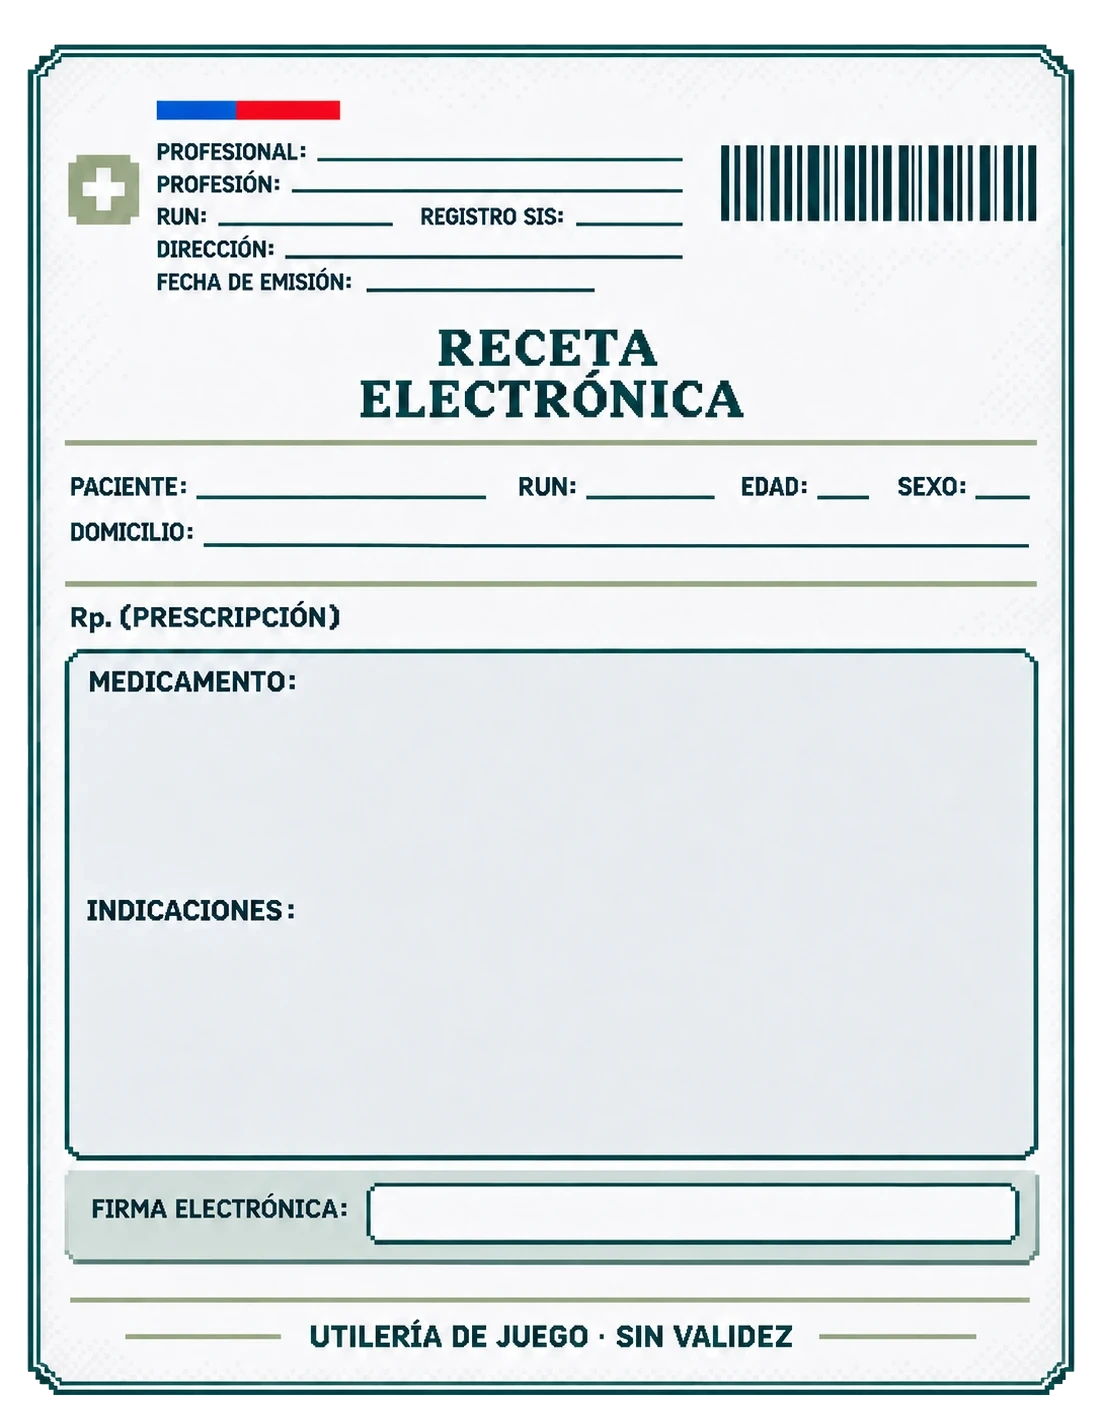 PROFESIONAL:
PROFESIÓN:
RUN: REGISTRO SIS:
DIRECCIÓN:
FECHA DE EMISIÓN:
RECETA
ELECTRÓNICA
PACIENTE: RUN: EDAD: SEXO:
DOMICILIO:
Rp. (PRESCRIPCIÓN)
MEDICAMENTO:
INDICACIONES:
FIRMA ELECTRÓNICA:
UTILERÍA DE JUEGO · SIN VALIDEZ